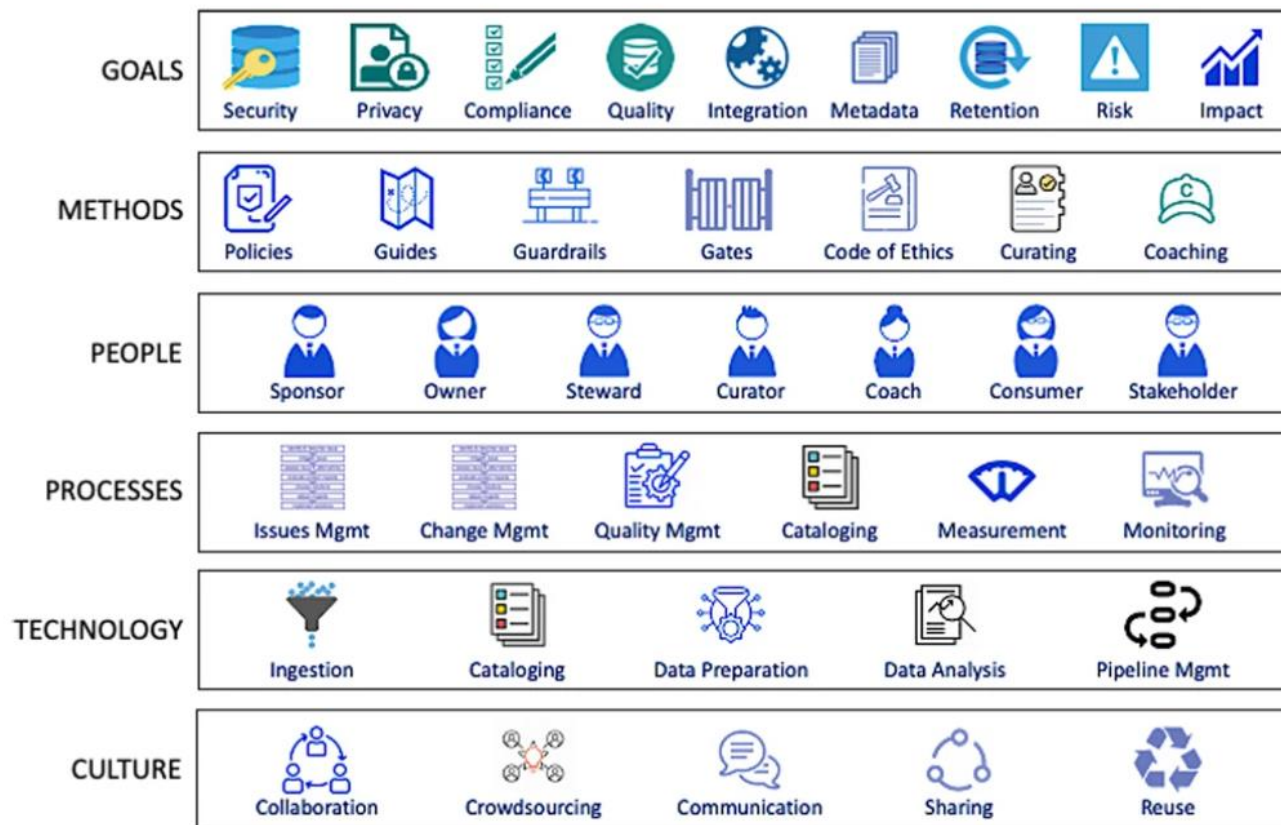 GOALS
Security Privacy Compliance Quality Integration Metadata Retention Risk Impact
METHODS
Policies Guides Guardrails Gates Code of Ethics Curating Coaching
C
PEOPLE
Sponsor Owner Steward Curator Coach Consumer Stakeholder
PROCESSES
Issues Mgmt Change Mgmt Quality Mgmt Cataloging Measurement Monitoring
TECHNOLOGY
Ingestion Cataloging Data Preparation Data Analysis Pipeline Mgmt
CULTURE
Collaboration Crowdsourcing Communication Sharing Reuse